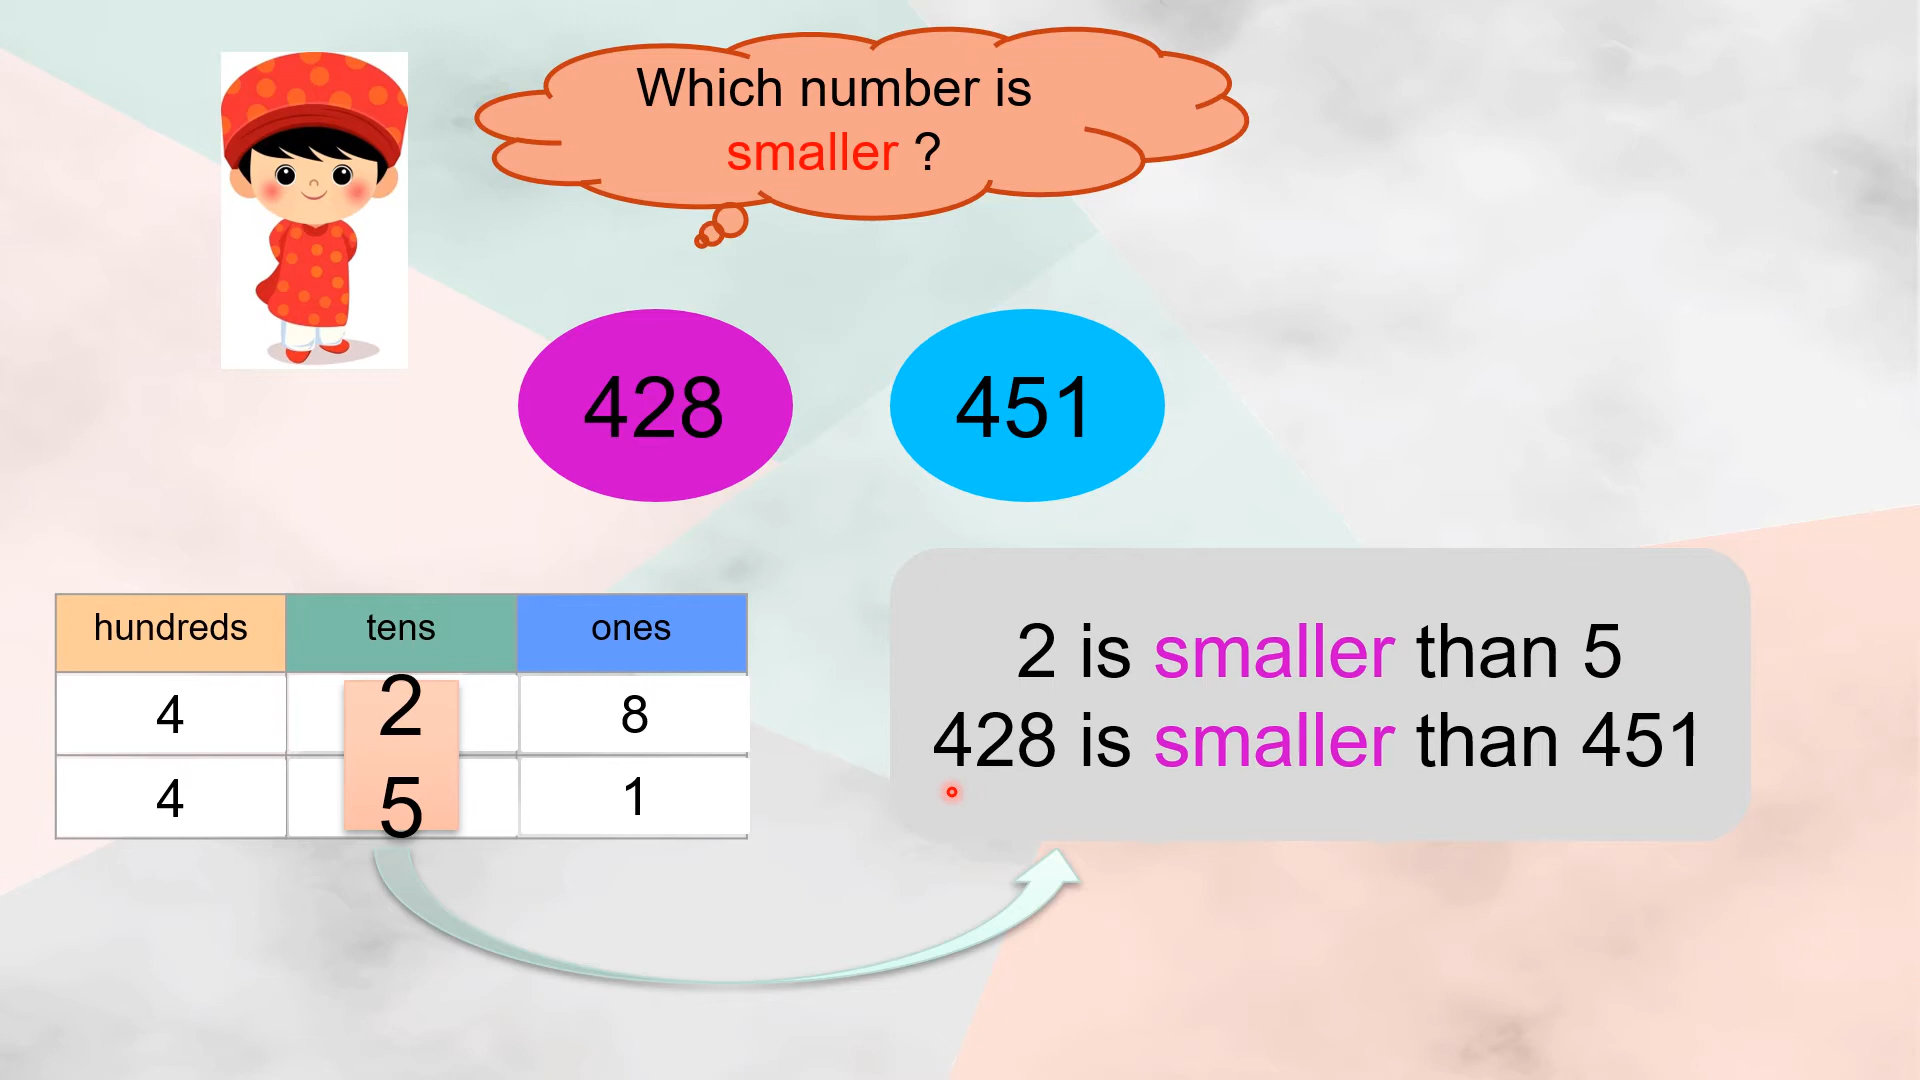 Which number is
smaller ?
428 451
hundreds tens ones
4 2 8
4 5 1
2 is smaller than 5
428 is smaller than 451